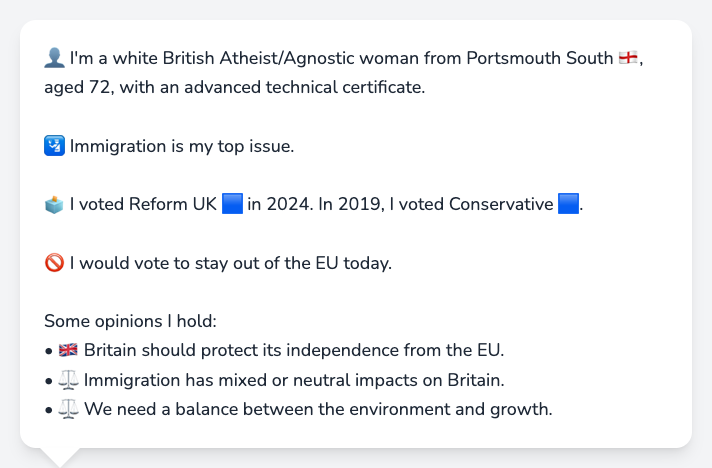 👤 I'm a white British Atheist/Agnostic woman from Portsmouth South 🏴󠁧󠁢󠁥󠁮󠁧󠁿,
aged 72, with an advanced technical certificate.
🛂 Immigration is my top issue.
🗳️ I voted Reform UK 🟦 in 2024. In 2019, I voted Conservative 🟦.
🚫 I would vote to stay out of the EU today.
Some opinions I hold:
• 🇬🇧 Britain should protect its independence from the EU.
• ⚖️ Immigration has mixed or neutral impacts on Britain.
• ⚖️ We need a balance between the environment and growth.